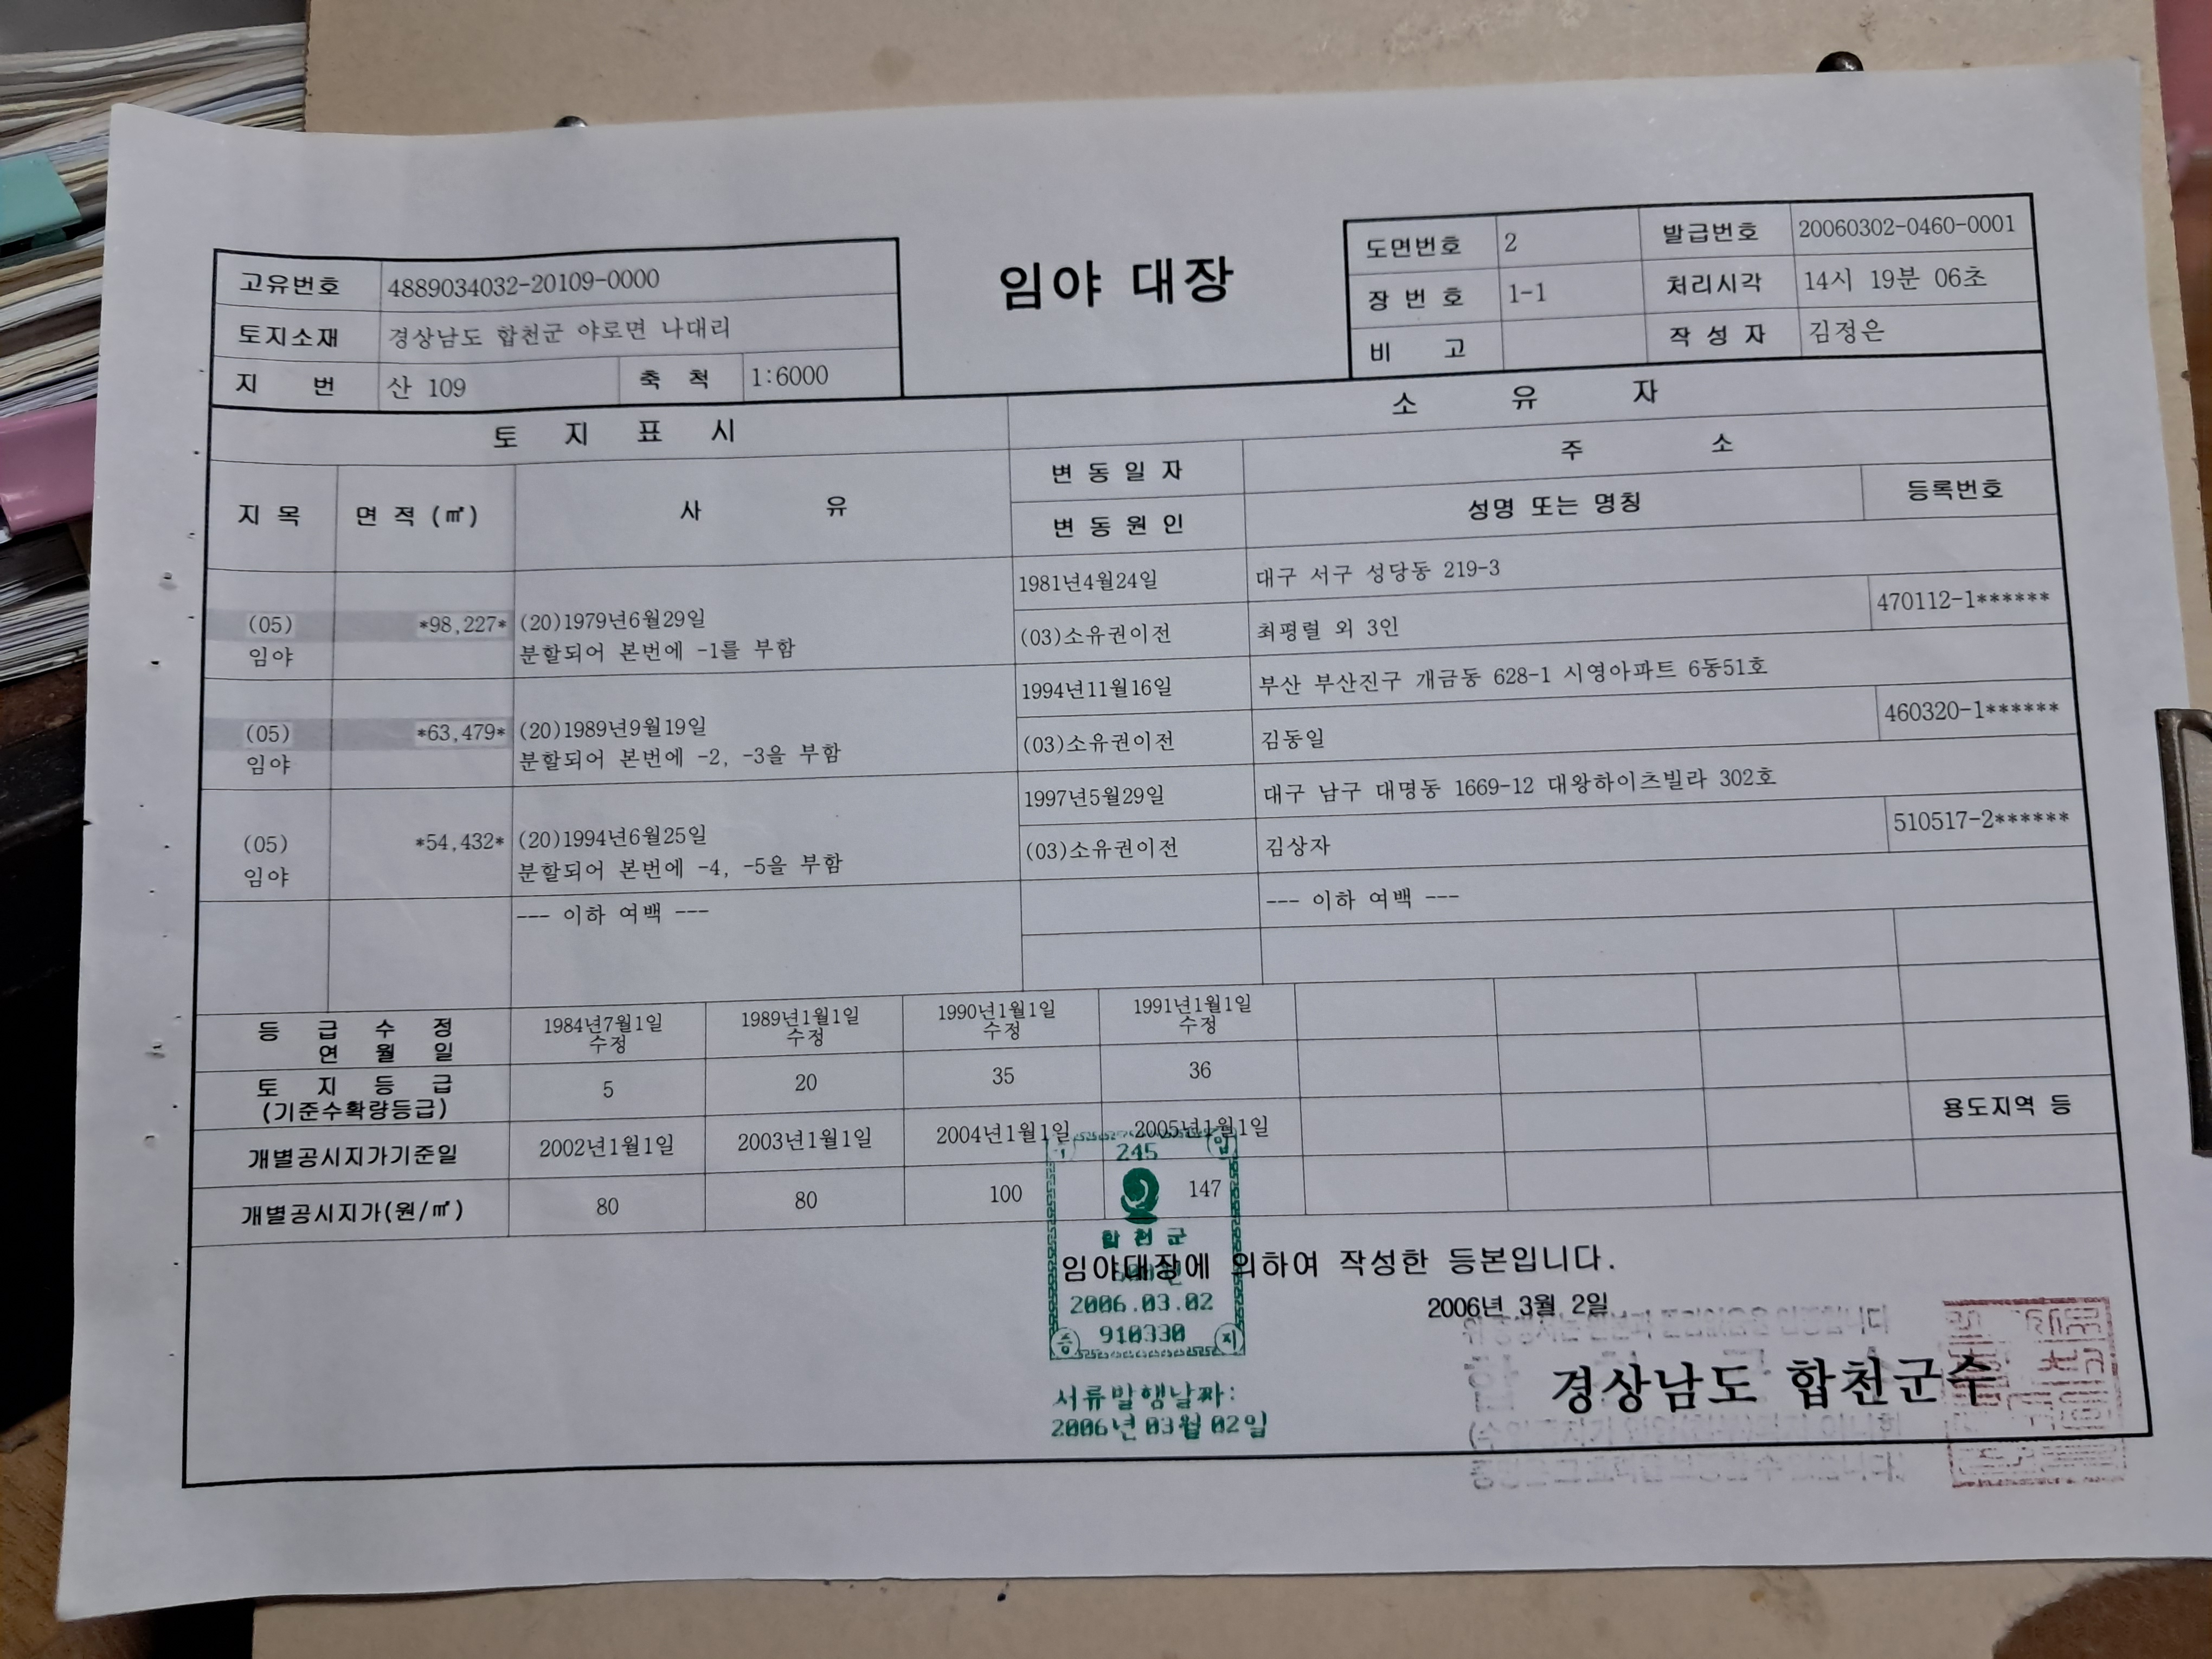 임야 대장
고유번호 4889034032-20109-0000
토지소재 경상남도 합천군 야로면 나대리
지 번 산 109 축 척 1:6000
도면번호 2 발급번호 20060302-0460-0001
장 번 호 1-1 처리시각 14시 19분 06초
비 고 작 성 자 김정은
토 지 표 시 소 유 자
지 목 면 적 (㎡) 사 유
변 동 일 자 주 소
변 동 원 인 성명 또는 명칭 등록번호
(05) *98,227* (20)1979년6월29일
임야 분할되어 본번에 -1를 부함
1981년4월24일 대구 서구 성당동 219-3
(03)소유권이전 최평렬 외 3인 470112-1******
(05) *63,479* (20)1989년9월19일
임야 분할되어 본번에 -2, -3을 부함
1994년11월16일 부산 부산진구 개금동 628-1 시영아파트 6동51호
(03)소유권이전 김동일 460320-1******
(05) *54,432* (20)1994년6월25일
임야 분할되어 본번에 -4, -5을 부함
1997년5월29일 대구 남구 대명동 1669-12 대왕하이츠빌라 302호
(03)소유권이전 김상자 510517-2******
--- 이하 여백 --- --- 이하 여백 ---
등 급 수 정 1984년7월1일 1989년1월1일 1990년1월1일 1991년1월1일
연 월 일 수정 수정 수정 수정
토 지 등 급 5 20 35 36
(기준수확량등급) 용도지역 등
개별공시지가기준일 2002년1월1일 2003년1월1일 2004년1월1일 2005년1월1일
개별공시지가(원/㎡) 80 80 100 147
245
합천군
2006.03.02
910330
증 지
임야대장에 의하여 작성한 등본입니다.
2006년 3월 2일
경상남도 합천군수
서류발행날짜:
2006년 03월 02일